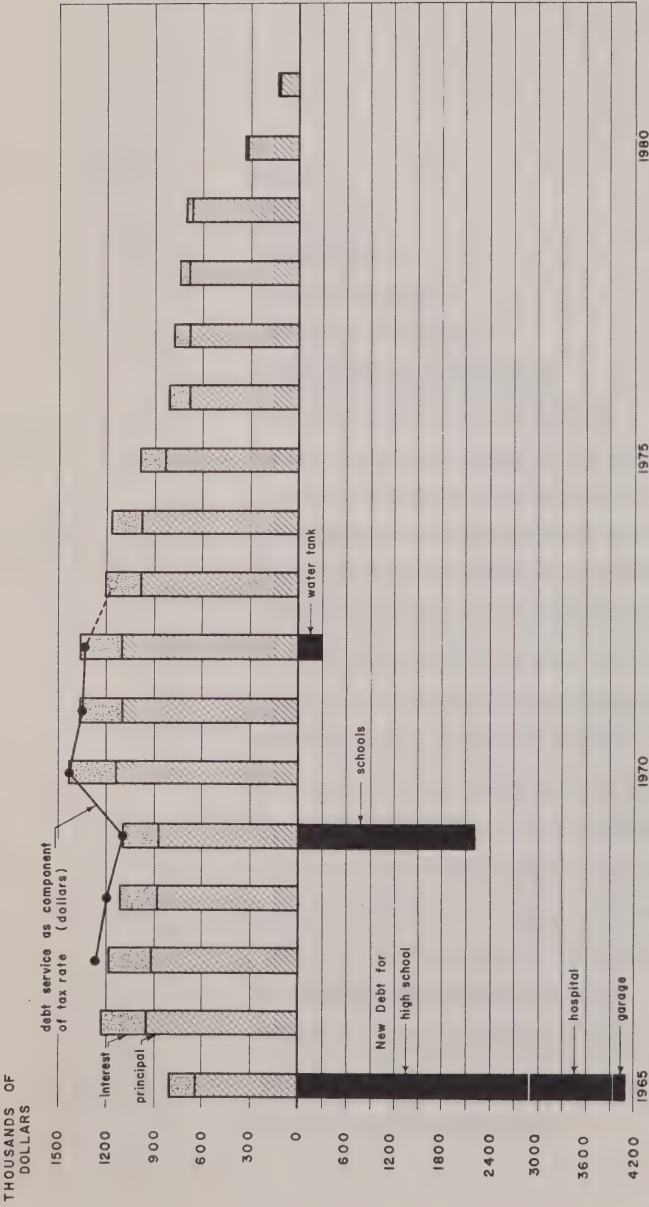 THOUSANDS OF
DOLLARS
debt service as component
of tax rate (dollars)
1500
Interest
1200
principal
900
600
300
0
water tank
schools
New Debt for
high school
hospital
garage
600
1200
1800
2400
3000
3600
4200
1965
1970
1975
1980